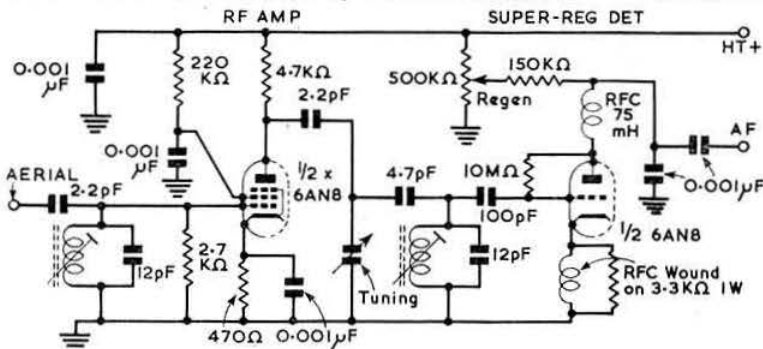 RF AMP
SUPER-REG DET
HT+
0.001
µF
220
KΩ
4.7KΩ
2.2pF
500KΩ
Regen
150KΩ
RFC
75
mH
AF
0.001
µF
AERIAL
2.2pF
½ x
6AN8
4.7pF
10MΩ
100pF
0.001µF
½ 6AN8
12pF
2.7
KΩ
Tuning
12pF
RFC Wound
on 3.3KΩ 1W
470Ω
0.001µF